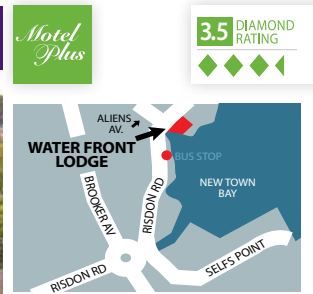 Motel
Plus
3.5 DIAMOND
RATING
ALIENS
AV.
WATER FRONT
LODGE
BUS STOP
BROOKER AV
RISDON RD
NEW TOWN
BAY
RISDON RD
SELFS POINT